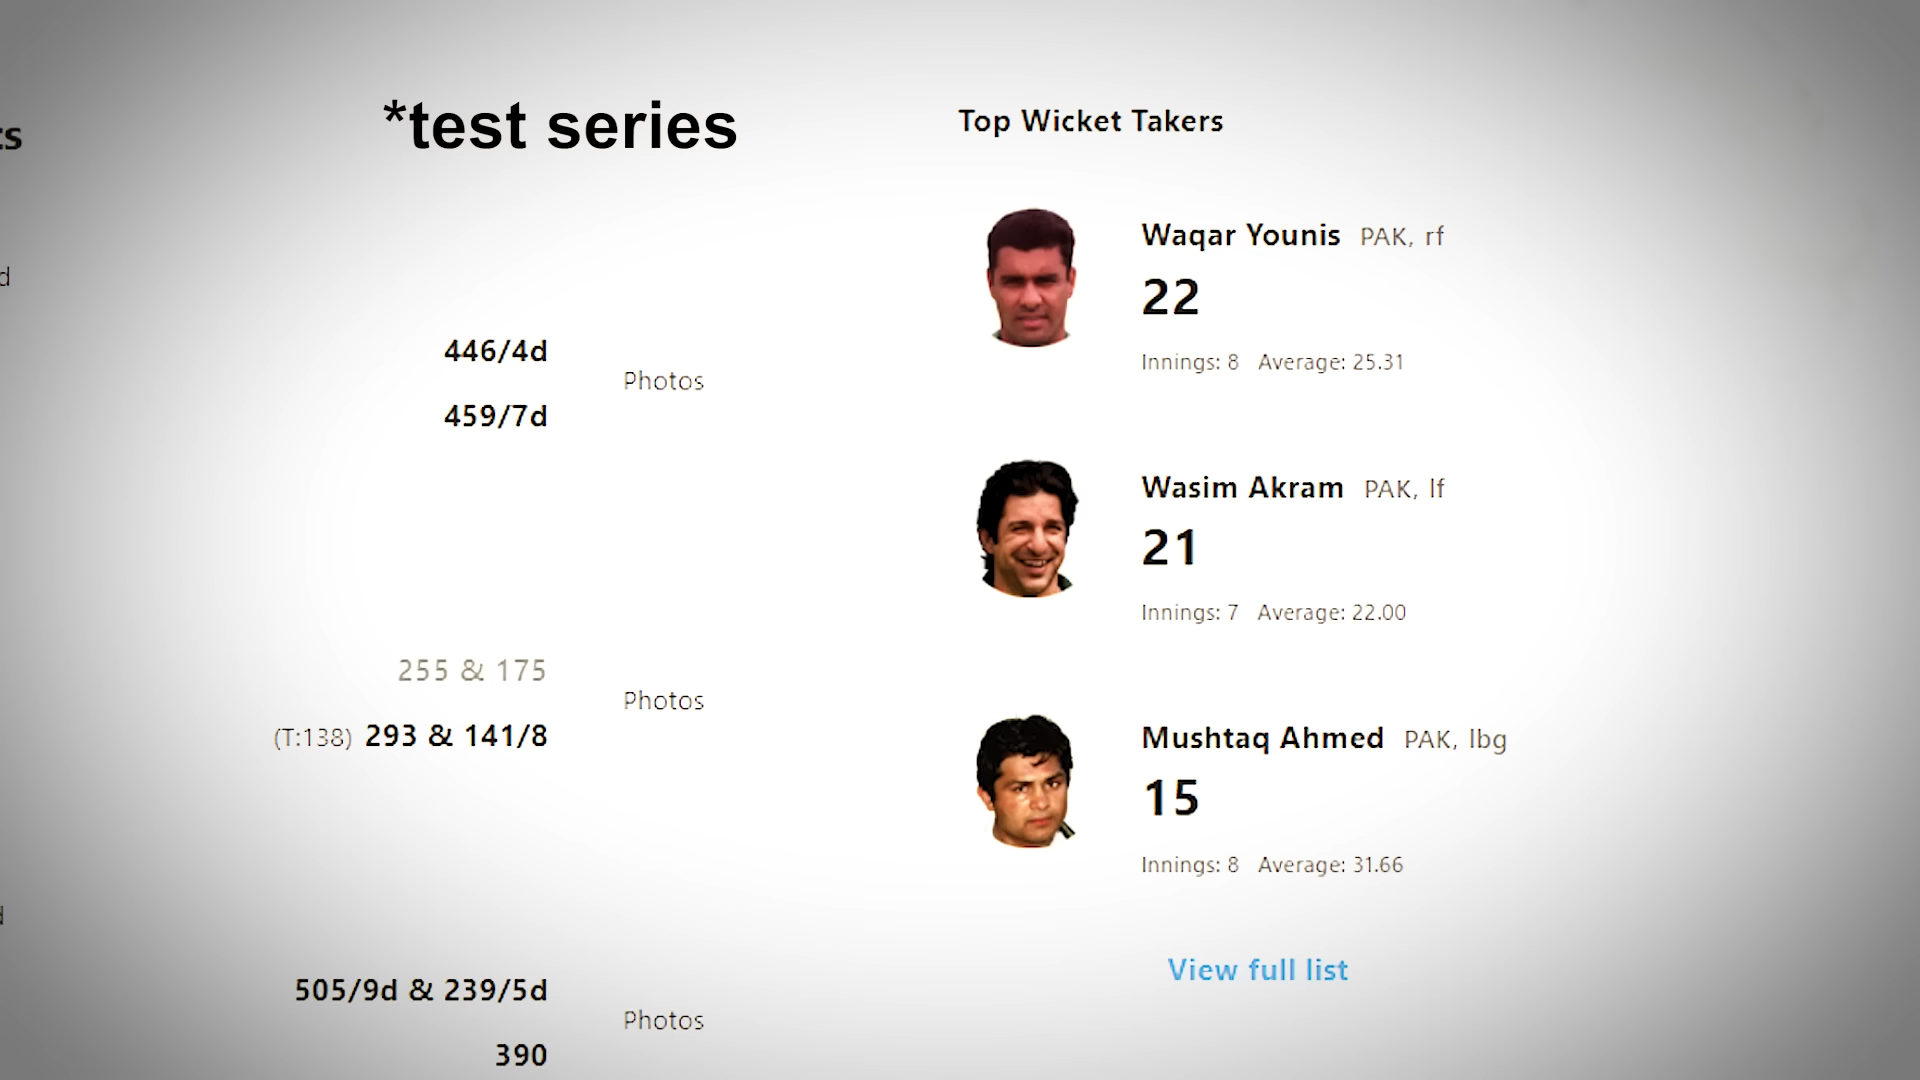 *test series
446/4d
Photos
459/7d
255 & 175
Photos
(T:138) 293 & 141/8
505/9d & 239/5d
Photos
390
Top Wicket Takers
Waqar Younis PAK, rf
22
Innings: 8 Average: 25.31
Wasim Akram PAK, lf
21
Innings: 7 Average: 22.00
Mushtaq Ahmed PAK, lbg
15
Innings: 8 Average: 31.66
View full list